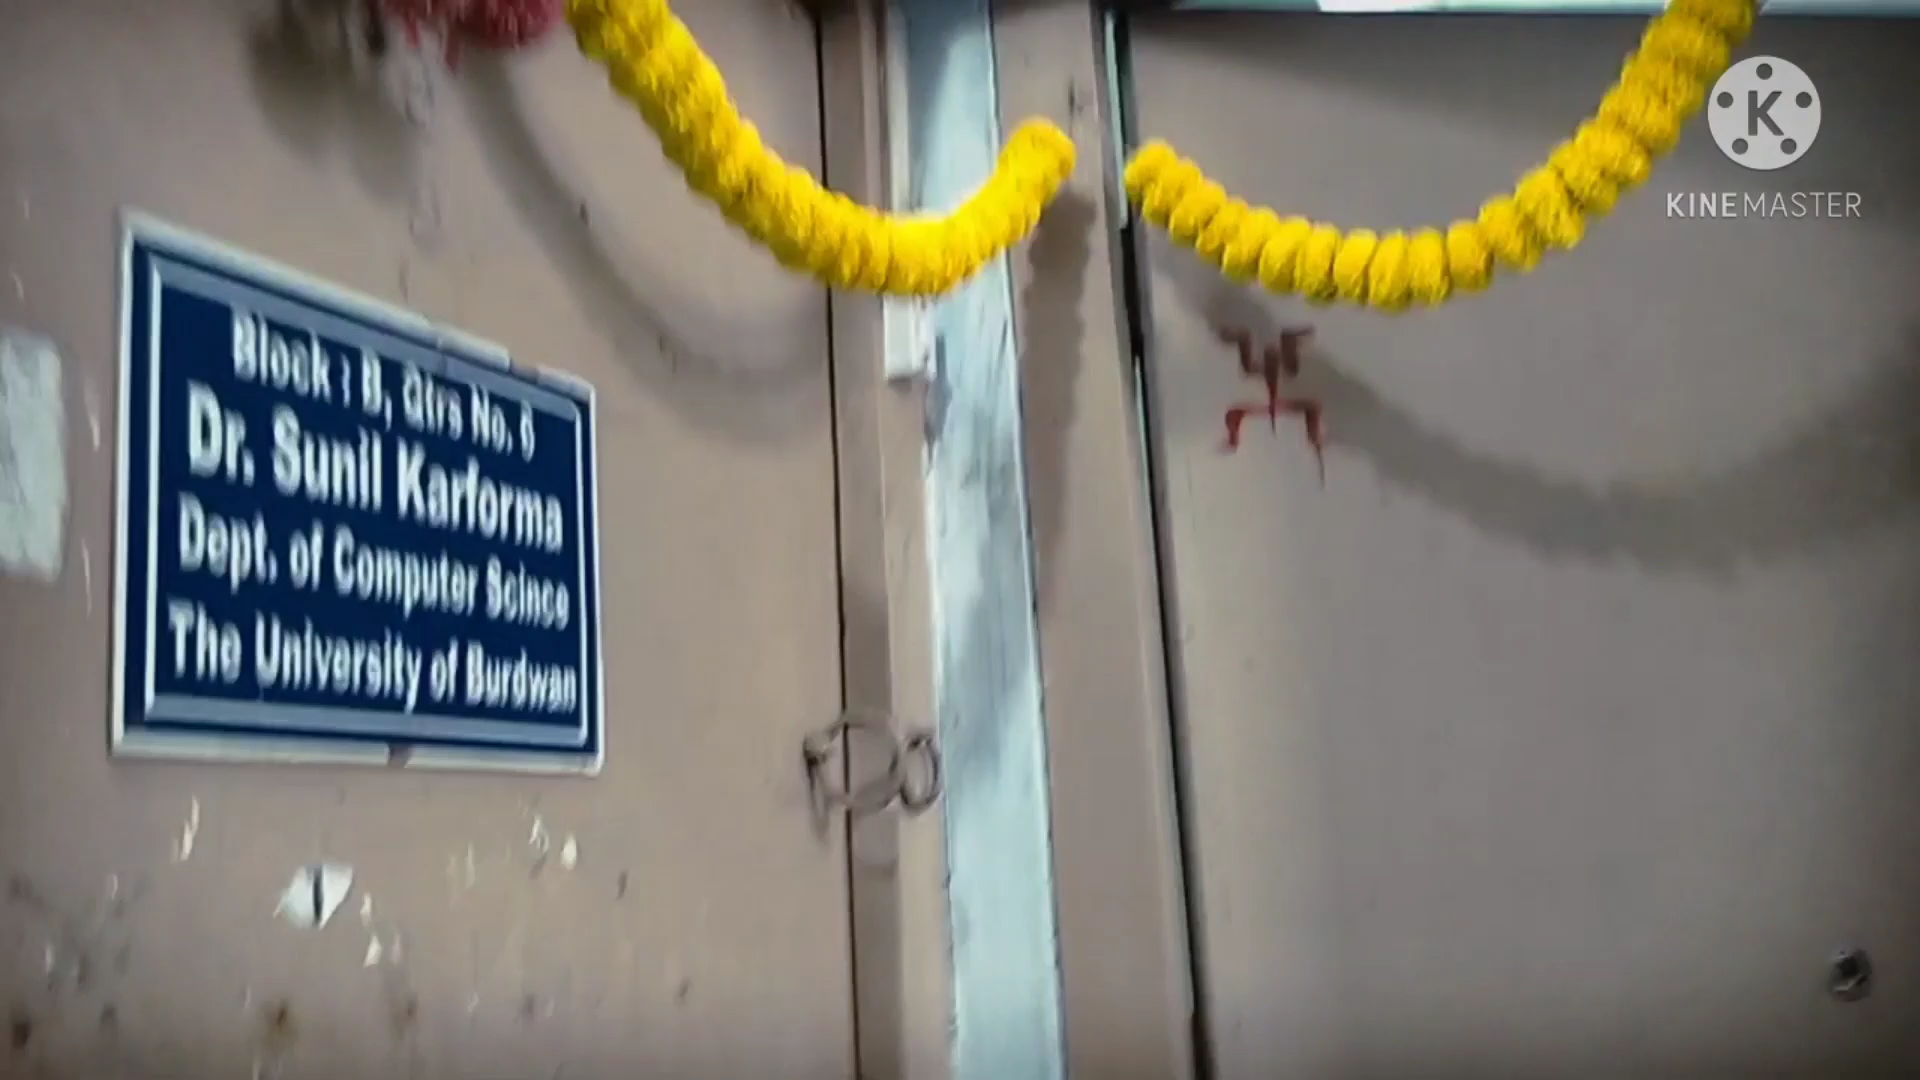 Block : B, Qtrs No. 6
Dr. Sunil Karforma
Dept. of Computer Scince
The University of Burdwan
K
KINEMASTER